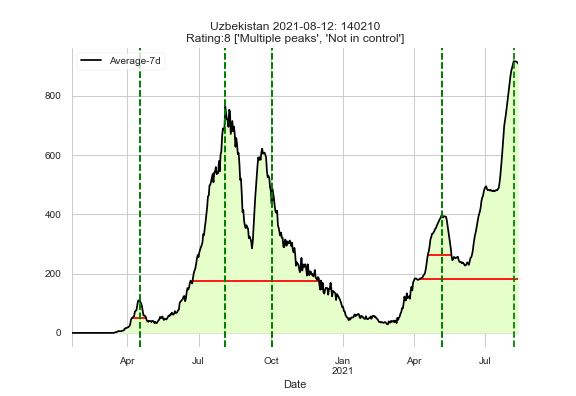 Uzbekistan 2021-08-12: 140210
Rating:8 ['Multiple peaks', 'Not in control']
Average-7d
800
600
400
200
0
Apr Jul Oct Jan Apr Jul
2021
Date